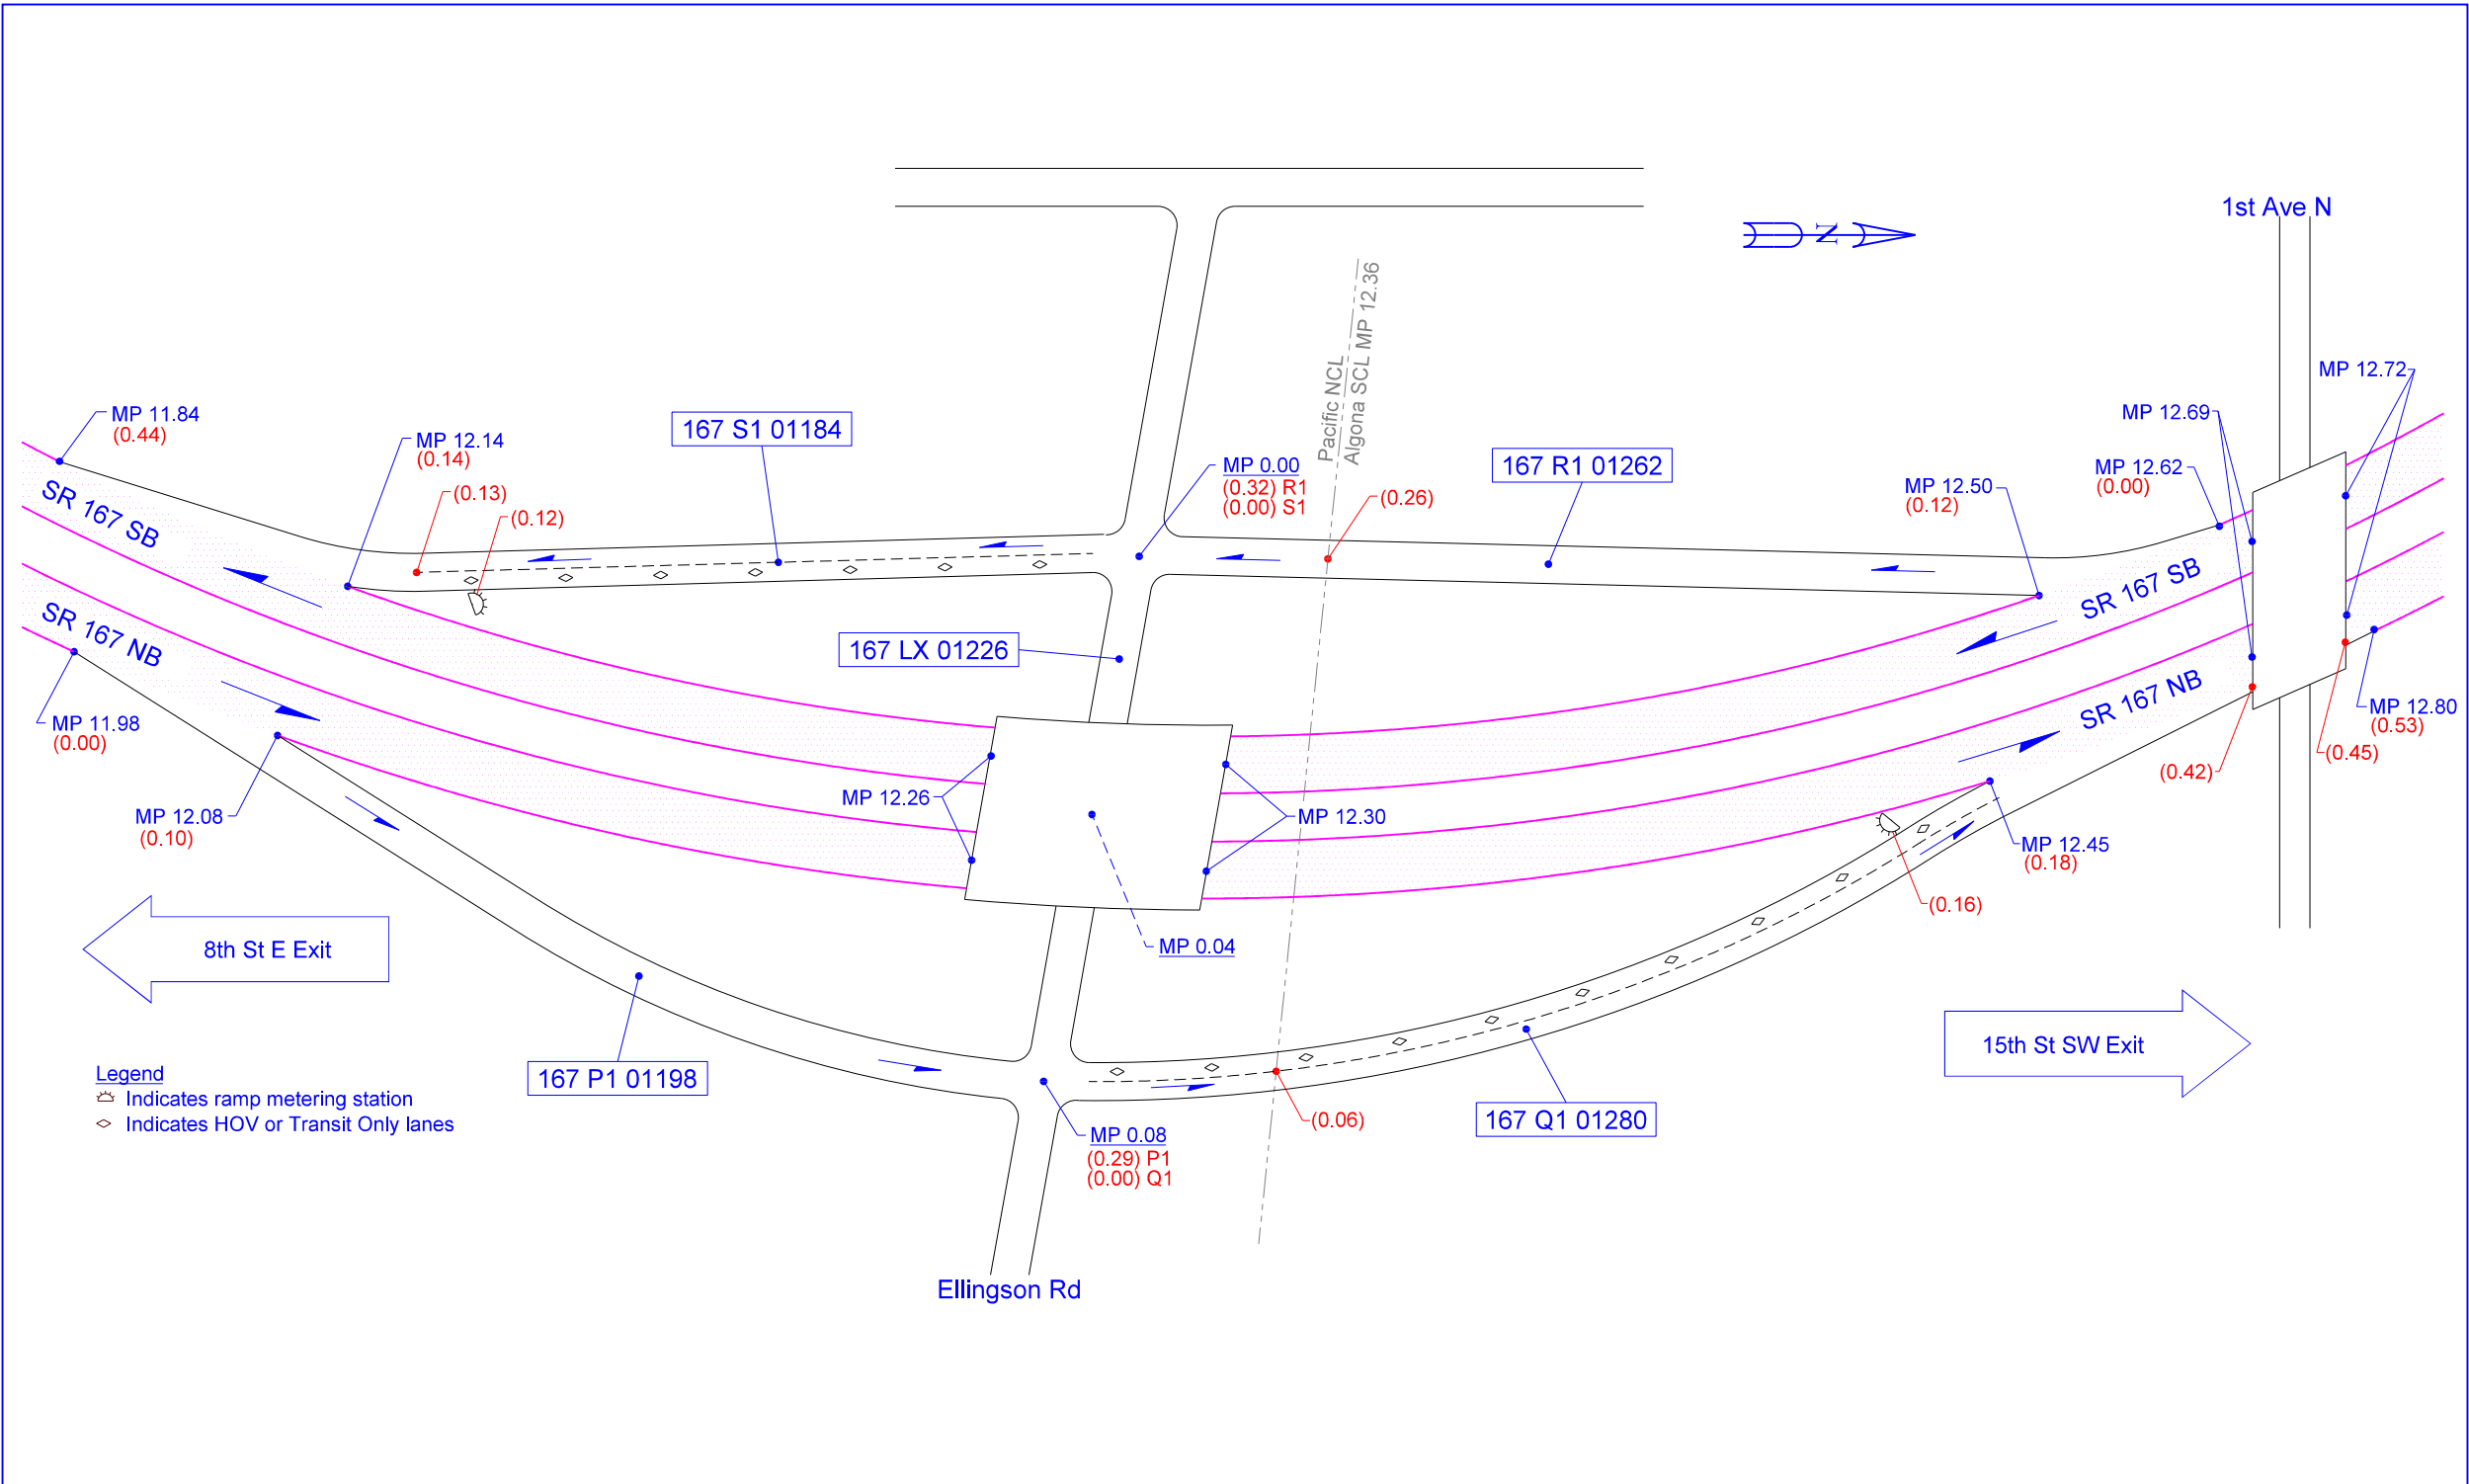 1st Ave N
N
Pacific NCL
Algona SCL MP 12.36
MP 12.72
MP 11.84
(0.44)
MP 12.14
(0.14)
167 S1 01184
MP 12.69
(0.13)
(0.12)
MP 0.00
(0.32) R1
(0.00) S1
(0.26)
167 R1 01262
MP 12.50
(0.12)
MP 12.62
(0.00)
SR 167 SB
SR 167 SB
SR 167 NB
SR 167 NB
167 LX 01226
MP 11.98
(0.00)
MP 12.80
(0.53)
(0.45)
(0.42)
MP 12.08
(0.10)
MP 12.26
MP 12.30
MP 12.45
(0.18)
(0.16)
8th St E Exit
MP 0.04
15th St SW Exit
167 P1 01198
Legend
Indicates ramp metering station
Indicates HOV or Transit Only lanes
MP 0.08
(0.29) P1
(0.00) Q1
(0.06)
167 Q1 01280
Ellingson Rd